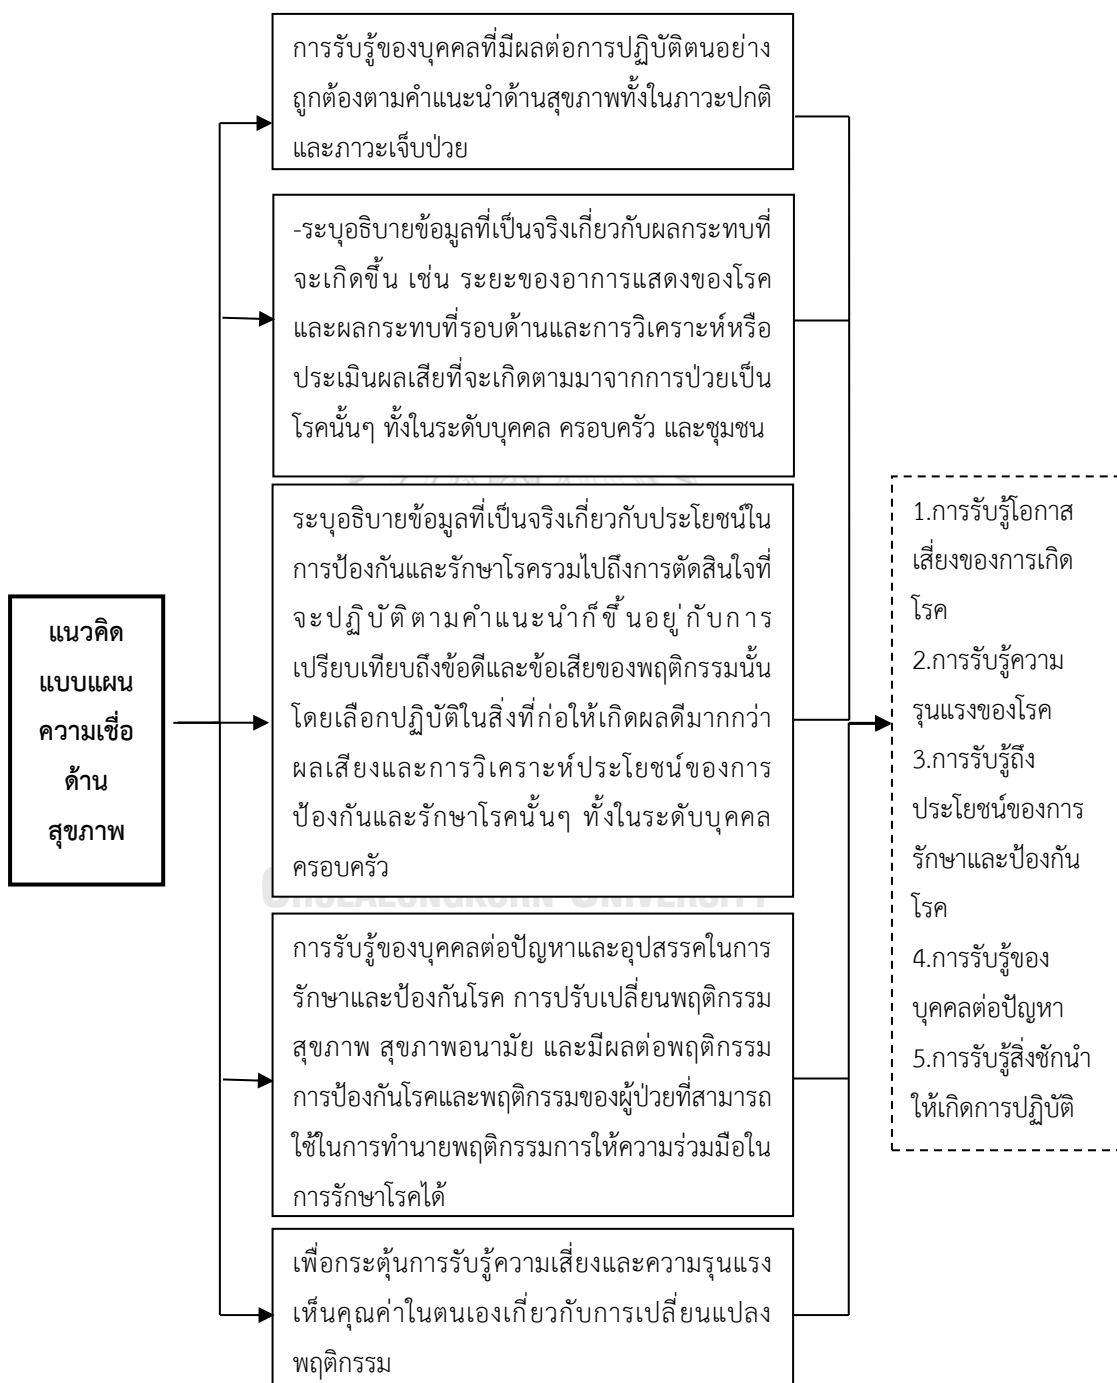 การรับรู้ของบุคคลที่มีผลต่อการปฏิบัติตนอย่าง
ถูกต้องตามคำแนะนำด้านสุขภาพทั้งในภาวะปกติ
และภาวะเจ็บป่วย
-ระบุอธิบายข้อมูลที่เป็นจริงเกี่ยวกับผลกระทบที่
จะเกิดขึ้น เช่น ระยะของอาการแสดงของโรค
และผลกระทบที่รอบด้านและการวิเคราะห์หรือ
ประเมินผลเสียที่จะเกิดตามมาจากการป่วยเป็น
โรคนั้นๆ ทั้งในระดับบุคคล ครอบครัว และชุมชน
ระบุอธิบายข้อมูลที่เป็นจริงเกี่ยวกับประโยชน์ใน
การป้องกันและรักษาโรครวมไปถึงการตัดสินใจที่
จะปฏิบัติตามคำแนะนำก็ขึ้นอยู่กับการ
เปรียบเทียบถึงข้อดีและข้อเสียของพฤติกรรมนั้น
โดยเลือกปฏิบัติในสิ่งที่ก่อให้เกิดผลดีมากกว่า
ผลเสียงและการวิเคราะห์ประโยชน์ของการ
ป้องกันและรักษาโรคนั้นๆ ทั้งในระดับบุคคล
ครอบครัว
CHULALONGKORN UNIVERSITY
แนวคิด
แบบแผน
ความเชื่อ
ด้าน
สุขภาพ
การรับรู้ของบุคคลต่อปัญหาและอุปสรรคในการ
รักษาและป้องกันโรค การปรับเปลี่ยนพฤติกรรม
สุขภาพ สุขภาพอนามัย และมีผลต่อพฤติกรรม
การป้องกันโรคและพฤติกรรมของผู้ป่วยที่สามารถ
ใช้ในการทำนายพฤติกรรมการให้ความร่วมมือใน
การรักษาโรคได้
เพื่อกระตุ้นการรับรู้ความเสี่ยงและความรุนแรง
เห็นคุณค่าในตนเองเกี่ยวกับการเปลี่ยนแปลง
พฤติกรรม
1.การรับรู้โอกาส
เสี่ยงของการเกิด
โรค
2.การรับรู้ความ
รุนแรงของโรค
3.การรับรู้ถึง
ประโยชน์ของการ
รักษาและป้องกัน
โรค
4.การรับรู้ของ
บุคคลต่อปัญหา
5.การรับรู้สิ่งชักนำ
ให้เกิดการปฏิบัติ